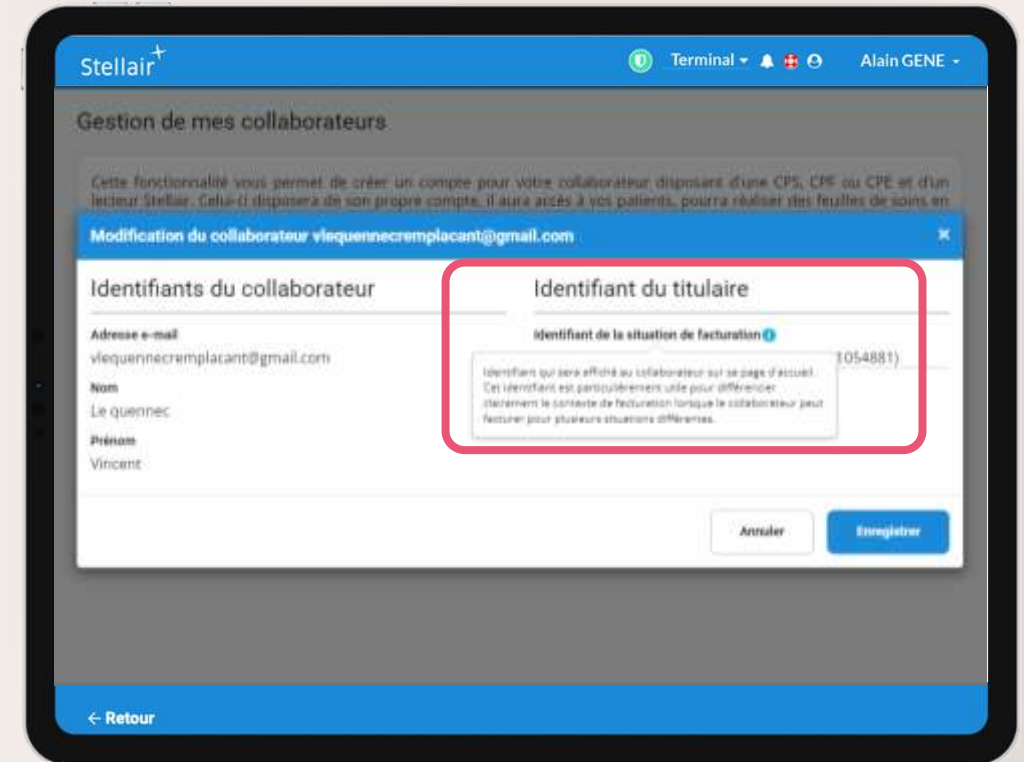 Stellair+
Terminal
Alain GENE
Gestion de mes collaborateurs
Cette fonctionnalité vous permet de créer un compte pour votre collaborateur disposant d'une CPS, CPF ou CPE et d'un
lecteur Stellair. Celui-ci disposera de son propre compte, il aura accès à vos patients, pourra réaliser des feuilles de soins en
Modification du collaborateur vlequennecremplacant@gmail.com
×
Identifiants du collaborateur
Identifiant du titulaire
Adresse e-mail
vlequennecremplacant@gmail.com
Nom
Le quennec
Prénom
Vincent
Identifiant de la situation de facturation
1054881)
Identifiant qui sera affiché au collaborateur sur sa page d'accueil.
Cet identifiant est particulièrement utile pour différencier
clairement le contexte de facturation lorsque le collaborateur peut
facturer pour plusieurs situations différentes.
Annuler
Enregistrer
← Retour